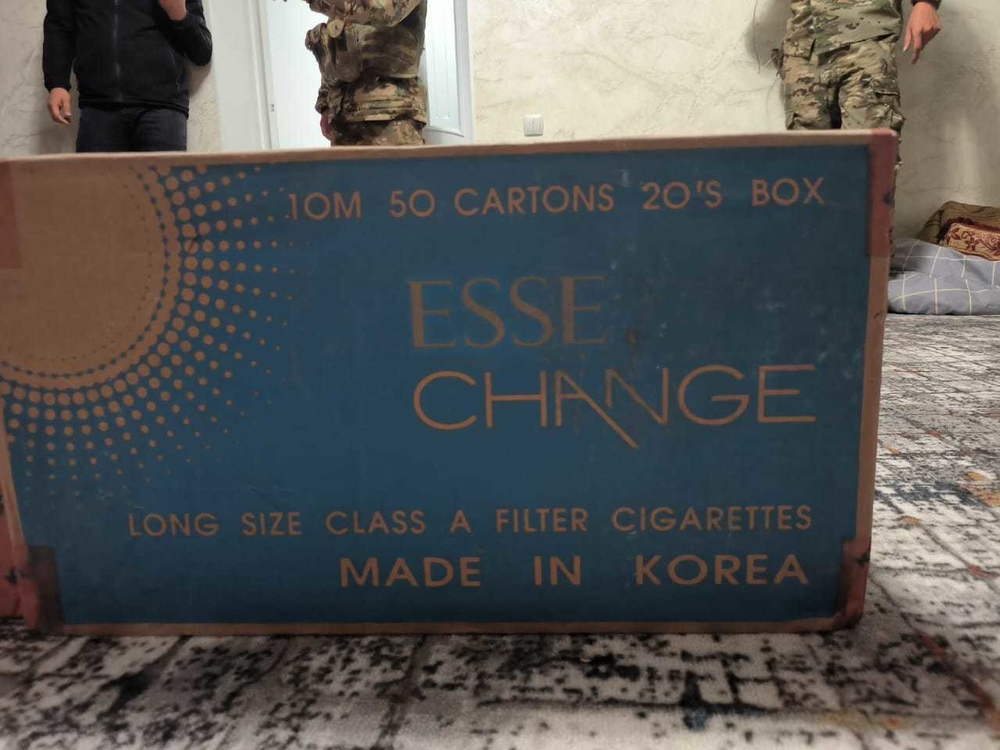 10M 50 CARTONS 20'S BOX
ESSE
CHANGE
LONG SIZE CLASS A FILTER CIGARETTES
MADE IN KOREA